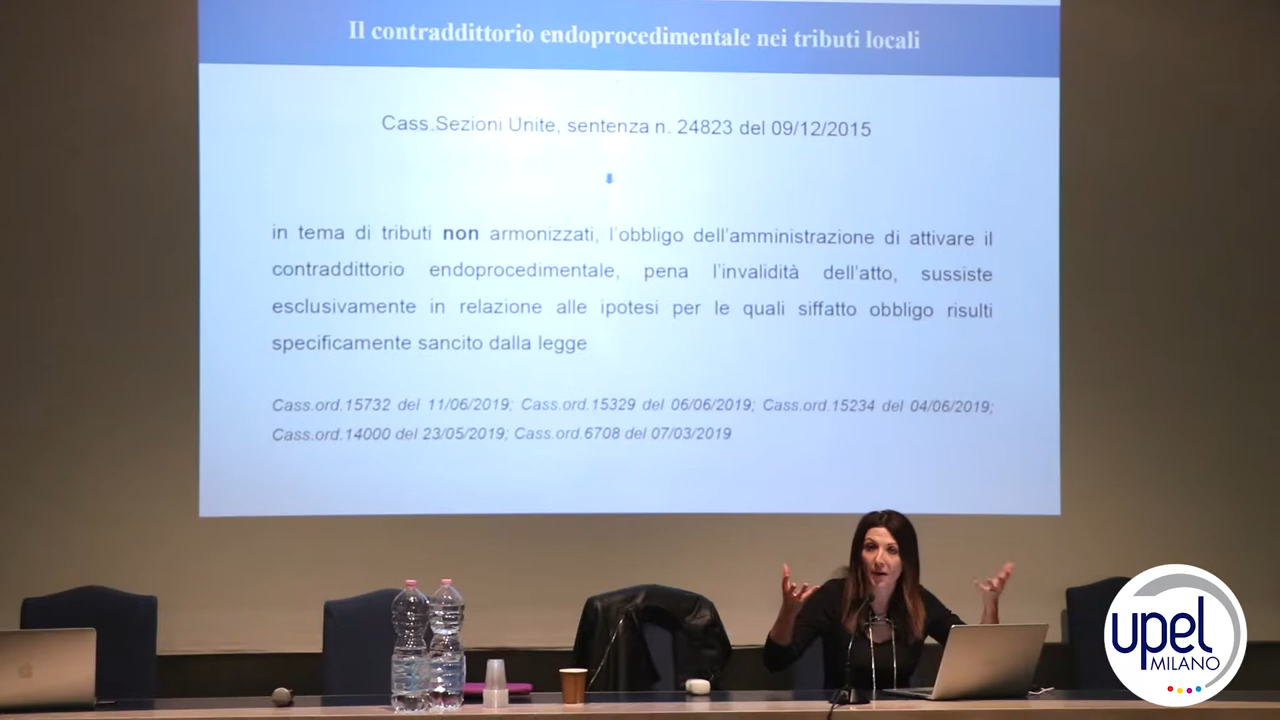 Il contraddittorio endoprocedimentale nei tributi locali
Cass.Sezioni Unite, sentenza n. 24823 del 09/12/2015
in tema di tributi non armonizzati, l'obbligo dell'amministrazione di attivare il
contraddittorio endoprocedimentale, pena l'invalidità dell'atto, sussiste
esclusivamente in relazione alle ipotesi per le quali siffatto obbligo risulti
specificamente sancito dalla legge
Cass.ord.15732 del 11/06/2019; Cass.ord.15329 del 06/06/2019; Cass.ord.15234 del 04/06/2019;
Cass.ord.14000 del 23/05/2019; Cass.ord.6708 del 07/03/2019
upel
MILANO